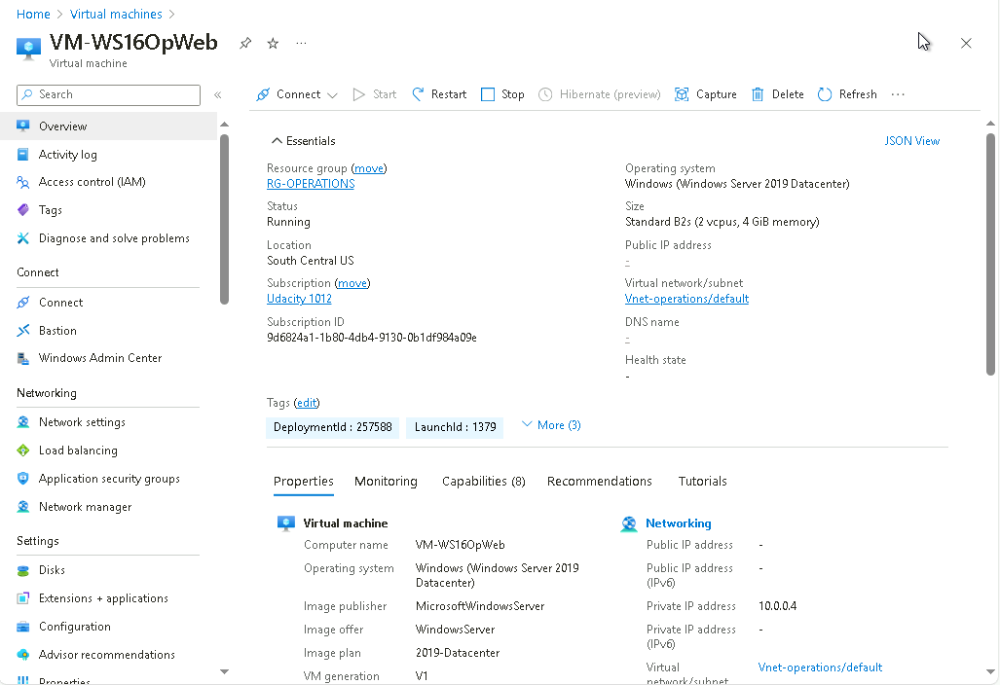 Home > Virtual machines >
VM-WS16OpWeb
Virtual machine
Search
Overview
Activity log
Access control (IAM)
Tags
Diagnose and solve problems
Connect
Connect
Bastion
Windows Admin Center
Networking
Network settings
Load balancing
Application security groups
Network manager
Settings
Disks
Extensions + applications
Configuration
Advisor recommendations
Properties
Connect Start Restart Stop Hibernate (preview) Capture Delete Refresh ...
Essentials
JSON View
Resource group (move)
RG-OPERATIONS
Status
Running
Location
South Central US
Subscription (move)
Udacity 1012
Subscription ID
9d6824a1-1b80-4db4-9130-0b1df984a09e
Operating system
Windows (Windows Server 2019 Datacenter)
Size
Standard B2s (2 vcpus, 4 GiB memory)
Public IP address
-
Virtual network/subnet
Vnet-operations/default
DNS name
-
Health state
-
Tags (edit)
DeploymentId : 257588 LaunchId : 1379 More (3)
Properties Monitoring Capabilities (8) Recommendations Tutorials
Virtual machine
Computer name VM-WS16OpWeb
Operating system Windows (Windows Server 2019
Datacenter)
Image publisher MicrosoftWindowsServer
Image offer WindowsServer
Image plan 2019-Datacenter
VM generation V1
Networking
Public IP address -
Public IP address -
(IPv6)
Private IP address 10.0.0.4
Private IP address -
(IPv6)
Virtual Vnet-operations/default
network/subnet